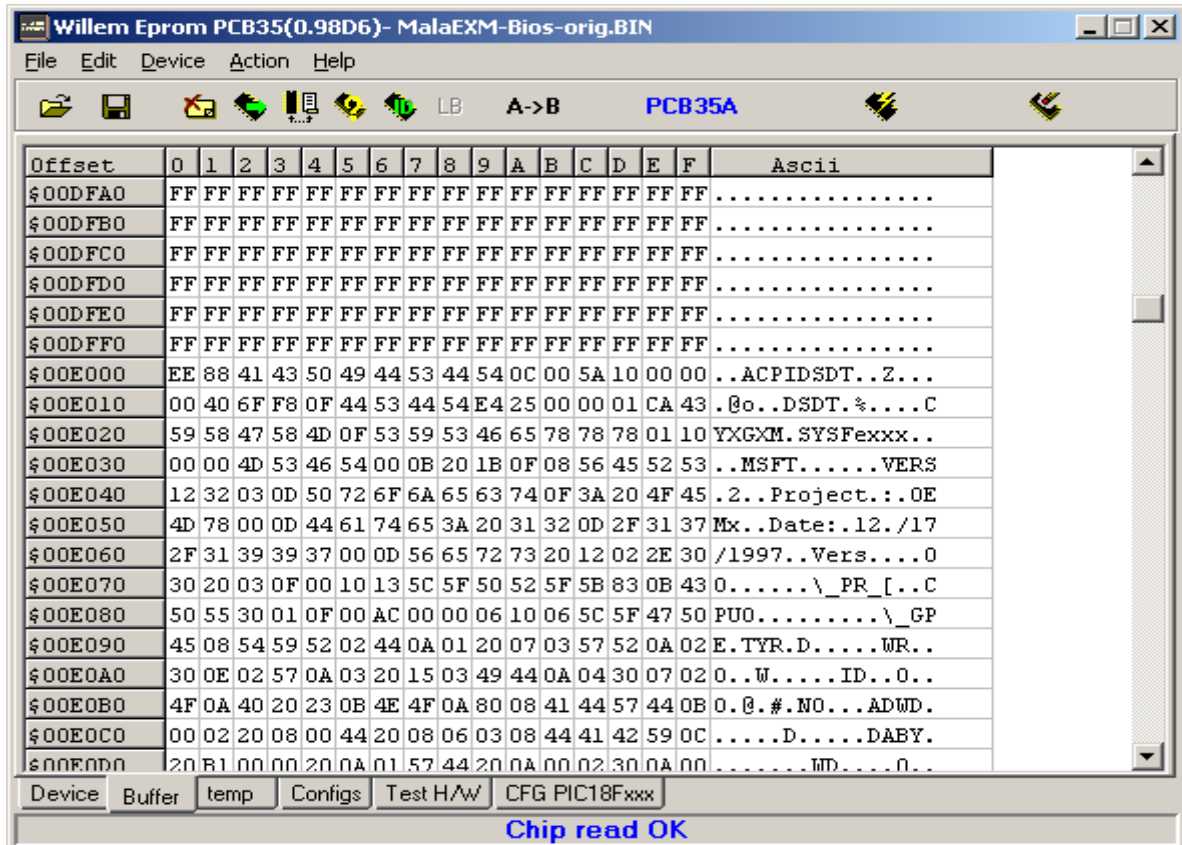 Willem Eprom PCB35(0.98D6)- MalaEXM-Bios-orig.BIN
File Edit Device Action Help
LB A->B PCB35A
Offset 0 1 2 3 4 5 6 7 8 9 A B C D E F Ascii
$00DFA0 FF FF FF FF FF FF FF FF FF FF FF FF FF FF FF FF ................
$00DFB0 FF FF FF FF FF FF FF FF FF FF FF FF FF FF FF FF ................
$00DFC0 FF FF FF FF FF FF FF FF FF FF FF FF FF FF FF FF ................
$00DFD0 FF FF FF FF FF FF FF FF FF FF FF FF FF FF FF FF ................
$00DFE0 FF FF FF FF FF FF FF FF FF FF FF FF FF FF FF FF ................
$00DFF0 FF FF FF FF FF FF FF FF FF FF FF FF FF FF FF FF ................
$00E000 EE 88 41 43 50 49 44 53 44 54 0C 00 5A 10 00 00 ..ACPIDSDT..Z...
$00E010 00 40 6F F8 0F 44 53 44 54 E4 25 00 00 01 CA 43 .@o..DSDT.%....C
$00E020 59 58 47 58 4D 0F 53 59 53 46 65 78 78 78 01 10 YXGXM.SYSFexxx..
$00E030 00 00 4D 53 46 54 00 0B 20 1B 0F 08 56 45 52 53 ..MSFT......VERS
$00E040 12 32 03 0D 50 72 6F 6A 65 63 74 0F 3A 20 4F 45 .2..Project.:.OE
$00E050 4D 78 00 0D 44 61 74 65 3A 20 31 32 0D 2F 31 37 Mx..Date:.12./17
$00E060 2F 31 39 39 37 00 0D 56 65 72 73 20 12 02 2E 30 /1997..Vers....0
$00E070 30 20 03 0F 00 10 13 5C 5F 50 52 5F 5B 83 0B 43 0......\_PR_[..C
$00E080 50 55 30 01 0F 00 AC 00 00 06 10 06 5C 5F 47 50 PU0.........\_GP
$00E090 45 08 54 59 52 02 44 0A 01 20 07 03 57 52 0A 02 E.TYR.D.....WR..
$00E0A0 30 0E 02 57 0A 03 20 15 03 49 44 0A 04 30 07 02 0..W.....ID..0..
$00E0B0 4F 0A 40 20 23 0B 4E 4F 0A 80 08 41 44 57 44 0B O.@.#.NO...ADWD.
$00E0C0 00 02 20 08 00 44 20 08 06 03 08 44 41 42 59 0C .....D.....DABY.
$00E0D0 20 B1 00 00 20 0A 01 57 44 20 0A 00 02 30 0A 00 .......WD....0..
Device Buffer temp Configs Test H/W CFG PIC18Fxxx
Chip read OK